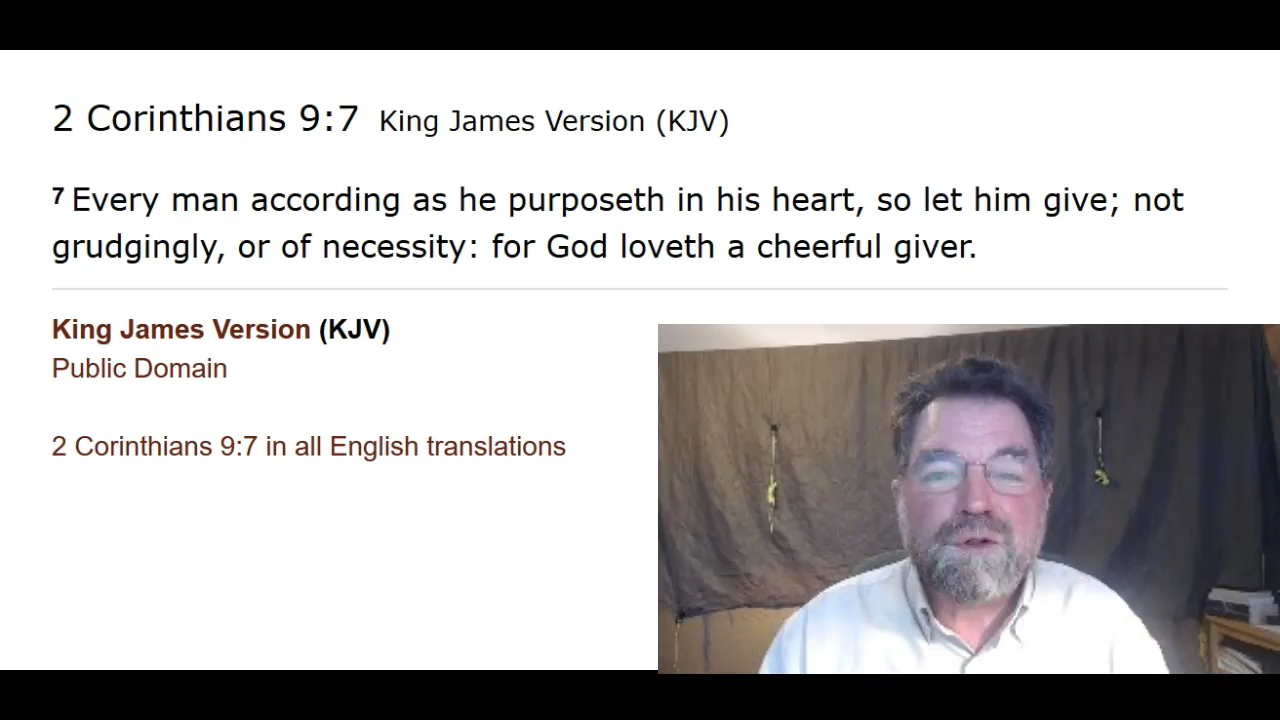 2 Corinthians 9:7 King James Version (KJV)
7 Every man according as he purposeth in his heart, so let him give; not
grudgingly, or of necessity: for God loveth a cheerful giver.
King James Version (KJV)
Public Domain
2 Corinthians 9:7 in all English translations